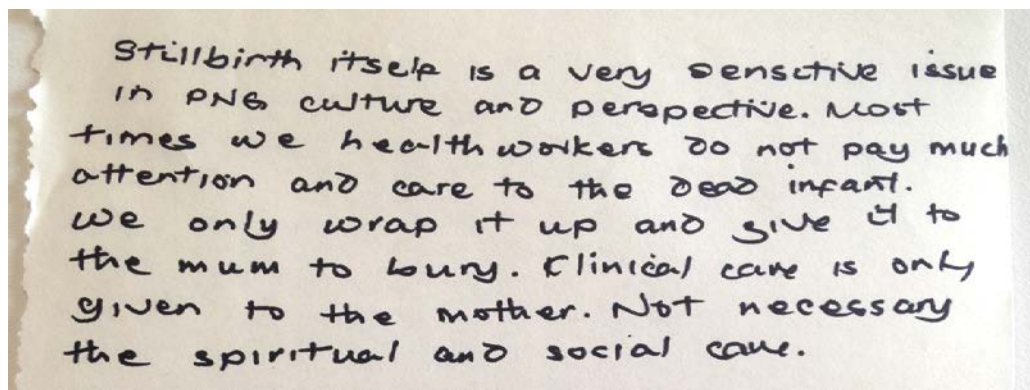 Stillbirth itself is a very sensitive issue
in PNG culture and perspective. Most
times we health workers do not pay much
attention and care to the dead infant.
we only wrap it up and give it to
the mum to bury. Clinical care is only
given to the mother. Not necessary
the spiritual and social care.